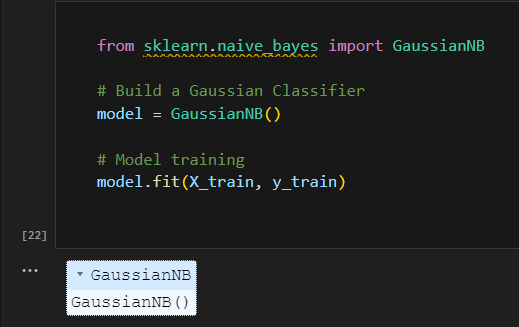 from sklearn.naive_bayes import GaussianNB
# Build a Gaussian Classifier
model = GaussianNB()
# Model training
model.fit(X_train, y_train)
[22]
...
GaussianNB
GaussianNB()